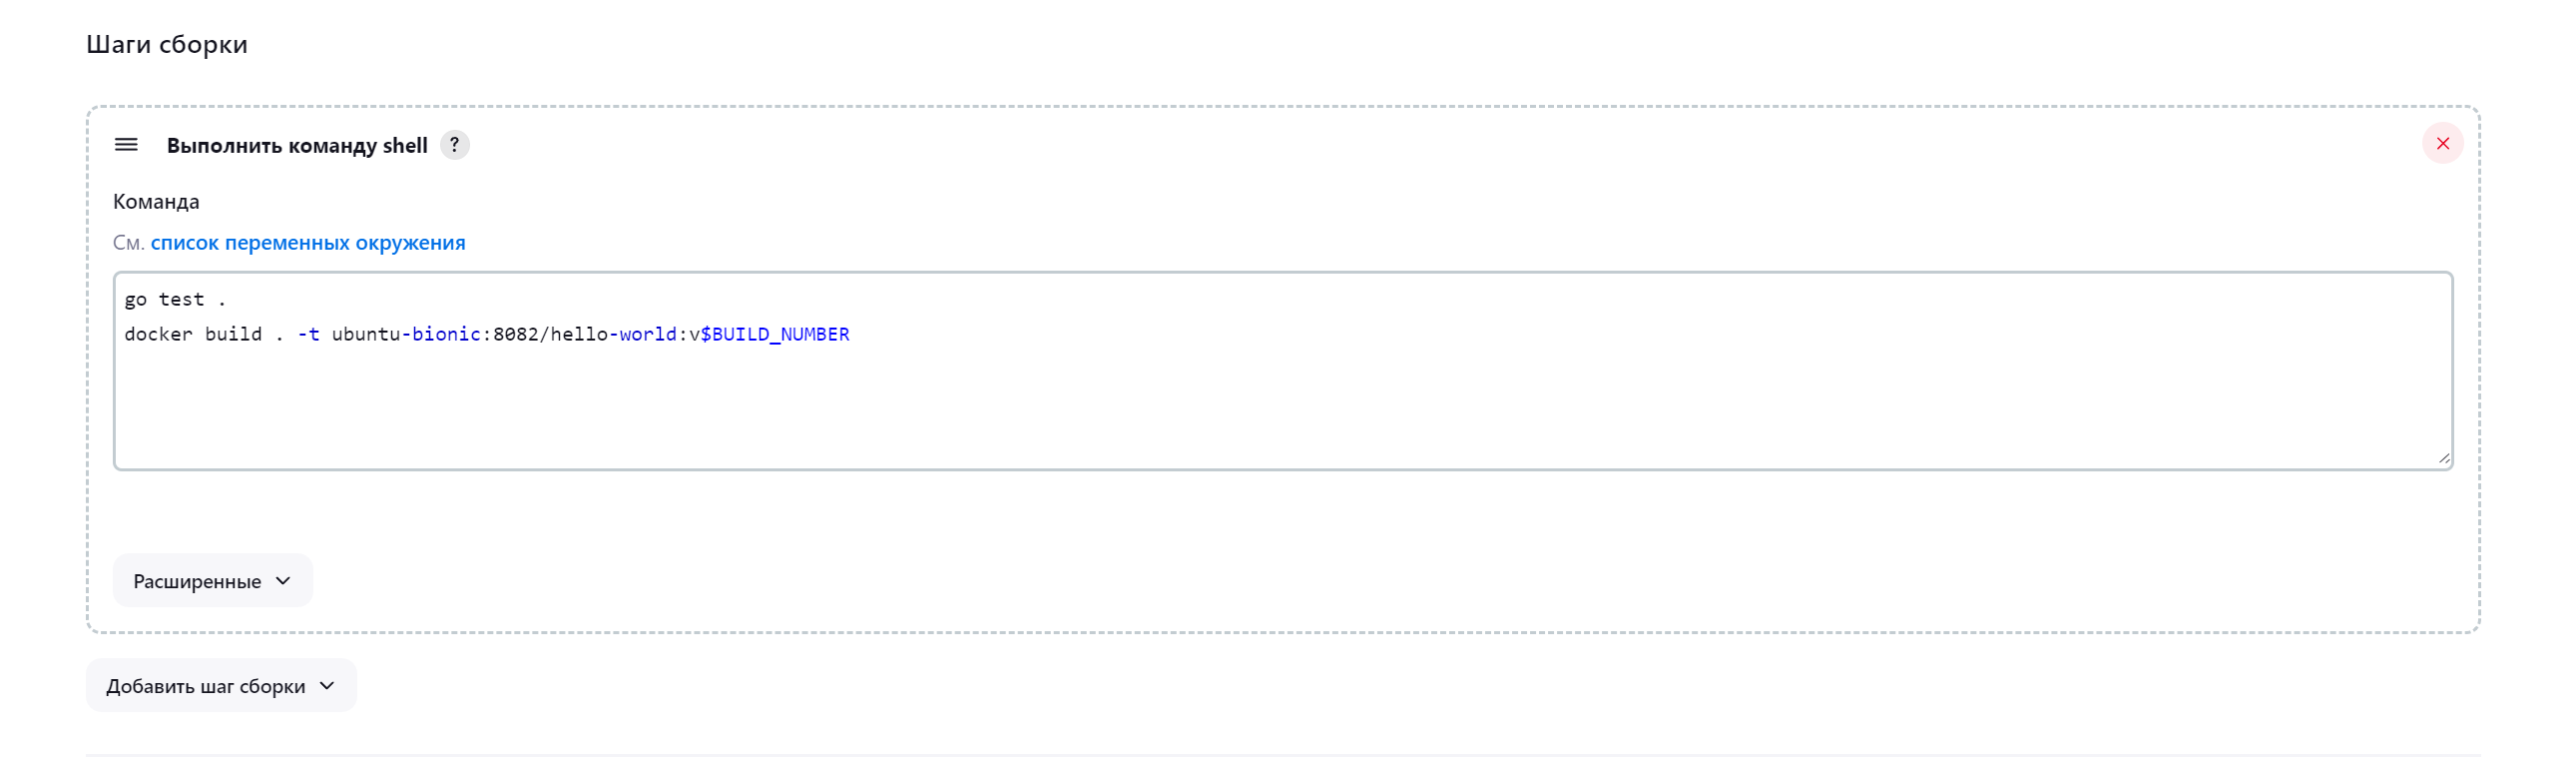 Шаги сборки
Выполнить команду shell ?
Команда
См. список переменных окружения
go test .
docker build . -t ubuntu-bionic:8082/hello-world:v$BUILD_NUMBER
Расширенные
Добавить шаг сборки